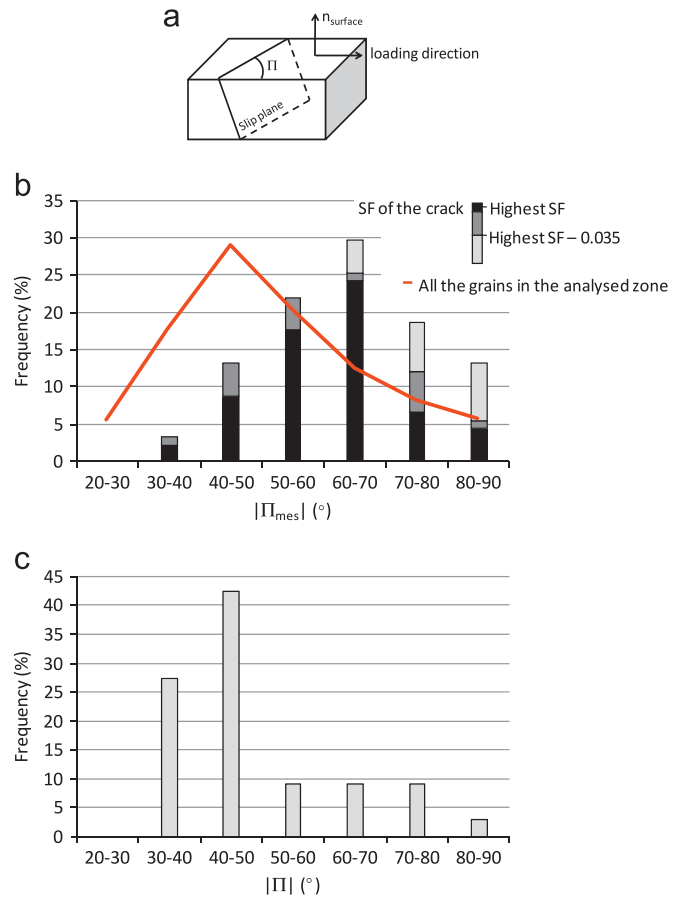 a
n surface
loading direction
Π
Slip plane
b
35
30
25
20
15
10
5
0
Frequency (%)
SF of the crack
Highest SF
Highest SF – 0.035
All the grains in the analysed zone
20-30 30-40 40-50 50-60 60-70 70-80 80-90
|Πmes| (°)
c
45
40
35
30
25
20
15
10
5
0
Frequency (%)
20-30 30-40 40-50 50-60 60-70 70-80 80-90
|Π| (°)